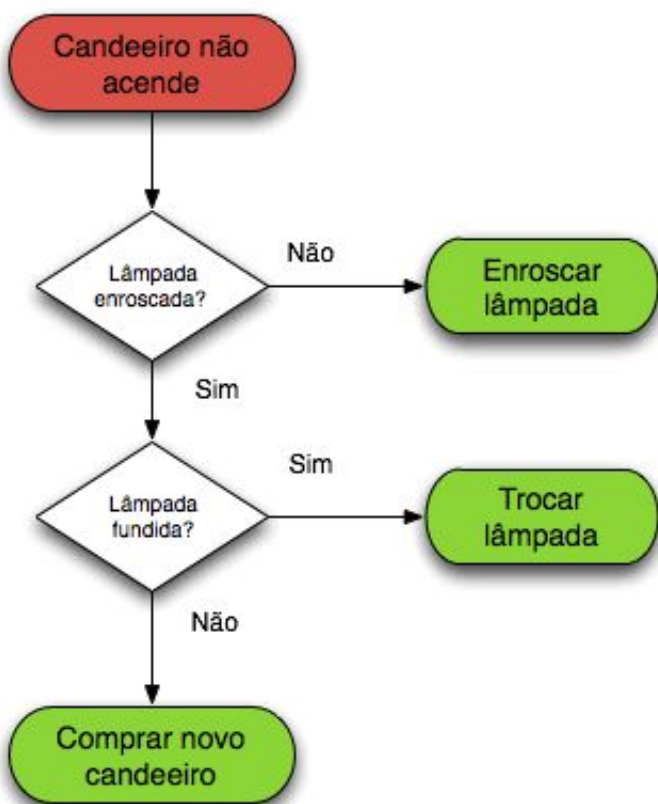 Candeeiro não
acende
Lâmpada
enroscada?
Não
Enroscar
lâmpada
Sim
Lâmpada
fundida?
Sim
Trocar
lâmpada
Não
Comprar novo
candeeiro